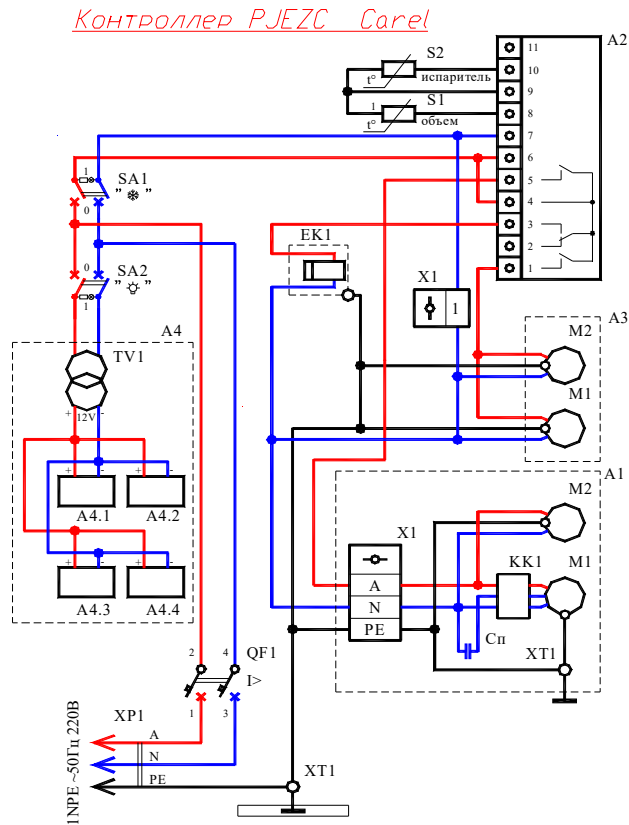 Контроллер PJEZC Carel
A2
11
S2
t°
испаритель
10
9
S1
1
t°
объем
8
7
6
5
4
3
2
1
1
SA1
" ❄ "
0
0
SA2
" "
1
EK1
X1
1
A4
TV1
+ 12V -
+ -
+ -
A4.1
A4.2
+ -
+ -
A4.3
A4.4
A3
M2
M1
A1
M2
X1
A
N
PE
KK1
M1
Сп
XT1
2
4
QF1
I>
1
3
XP1
A
N
PE
1NPE ~50Гц 220В
XT1